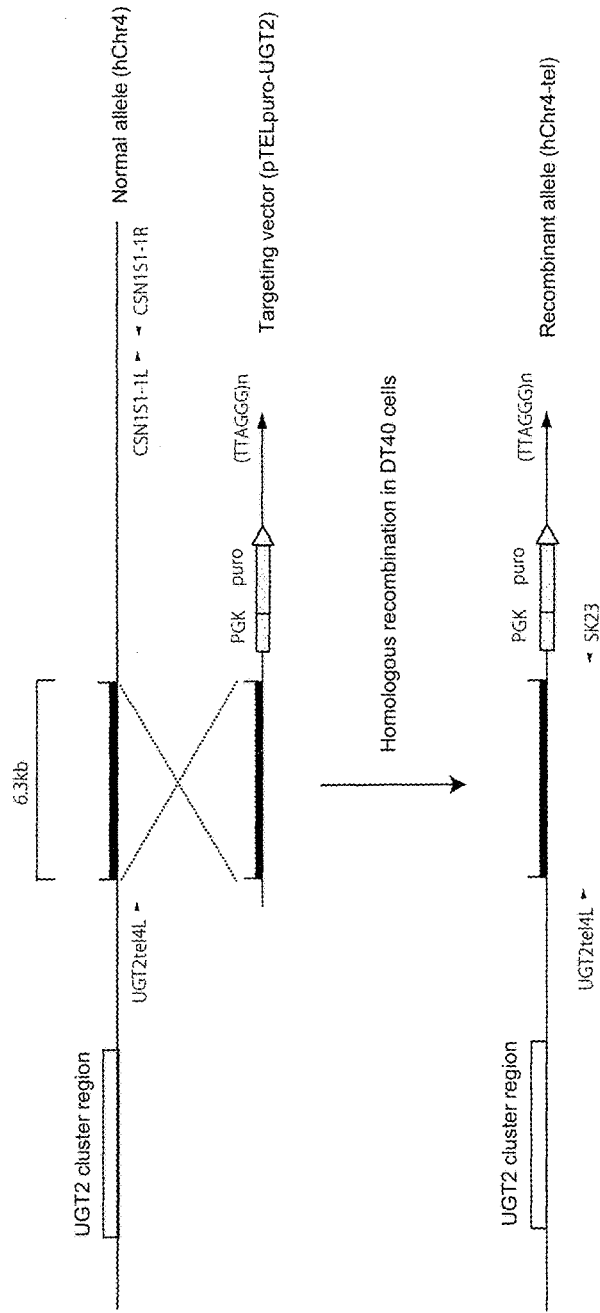 6.3kb
UGT2 cluster region
Normal allele (hChr4)
UGT2tel4L
CSN1S1-1L
CSN1S1-1R
PGK
puro
(TTAGGG)n
Targeting vector (pTELpuro-UGT2)
Homologous recombination in DT40 cells
UGT2 cluster region
PGK
puro
(TTAGGG)n
Recombinant allele (hChr4-tel)
UGT2tel4L
SK23